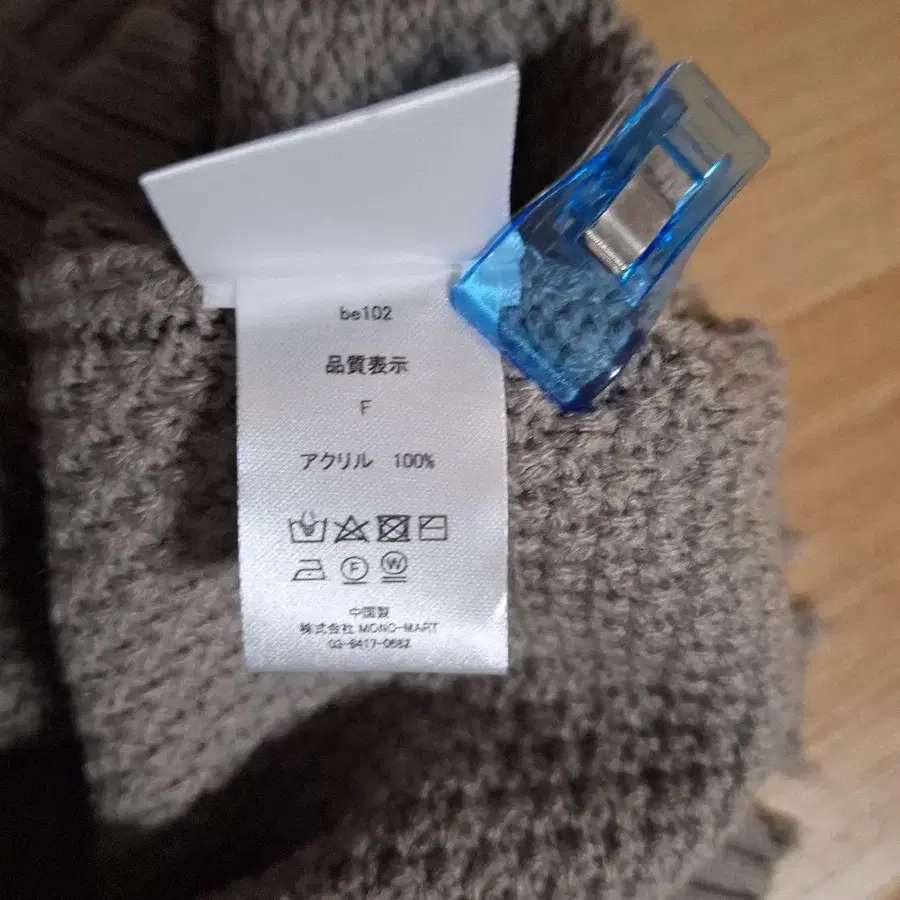 be102
品質表示
F
アクリル 100%
F W
中国製
株式会社 MONO-MART
03-9417-0682